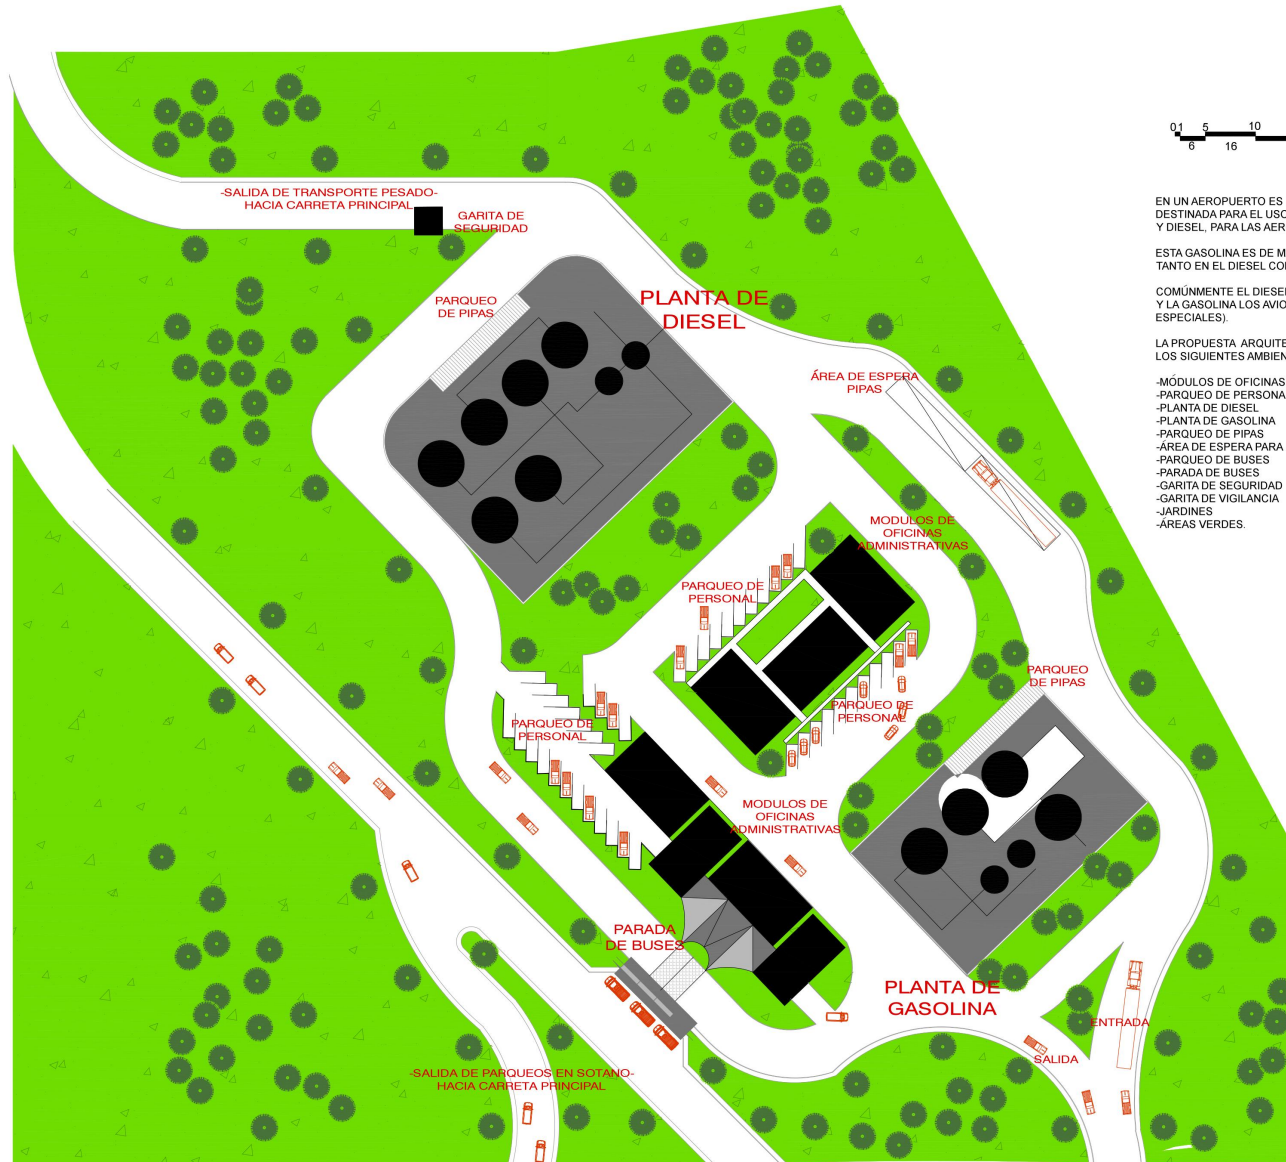 -SALIDA DE TRANSPORTE PESADO-
HACIA CARRETA PRINCIPAL
GARITA DE
SEGURIDAD
PARQUEO
DE PIPAS
PLANTA DE
DIESEL
ÁREA DE ESPERA
PIPAS
MODULOS DE
OFICINAS
ADMINISTRATIVAS
PARQUEO DE
PERSONAL
PARQUEO
DE PIPAS
PARQUEO DE
PERSONAL
PARQUEO DE
PERSONAL
MODULOS DE
OFICINAS
ADMINISTRATIVAS
PARADA
DE BUSES
PLANTA DE
GASOLINA
ENTRADA
SALIDA
-SALIDA DE PARQUEOS EN SOTANO-
HACIA CARRETA PRINCIPAL
01 5 10
6 16
EN UN AEROPUERTO ES
DESTINADA PARA EL USO
Y DIESEL, PARA LAS AER
ESTA GASOLINA ES DE M
TANTO EN EL DIESEL CO
COMÚNMENTE EL DIESEL
Y LA GASOLINA LOS AVIO
ESPECIALES).
LA PROPUESTA ARQUITE
LOS SIGUIENTES AMBIEN
-MÓDULOS DE OFICINAS
-PARQUEO DE PERSONA
-PLANTA DE DIESEL
-PLANTA DE GASOLINA
-PARQUEO DE PIPAS
-ÁREA DE ESPERA PARA
-PARQUEO DE BUSES
-PARADA DE BUSES
-GARITA DE SEGURIDAD
-GARITA DE VIGILANCIA
-JARDINES
-ÁREAS VERDES.